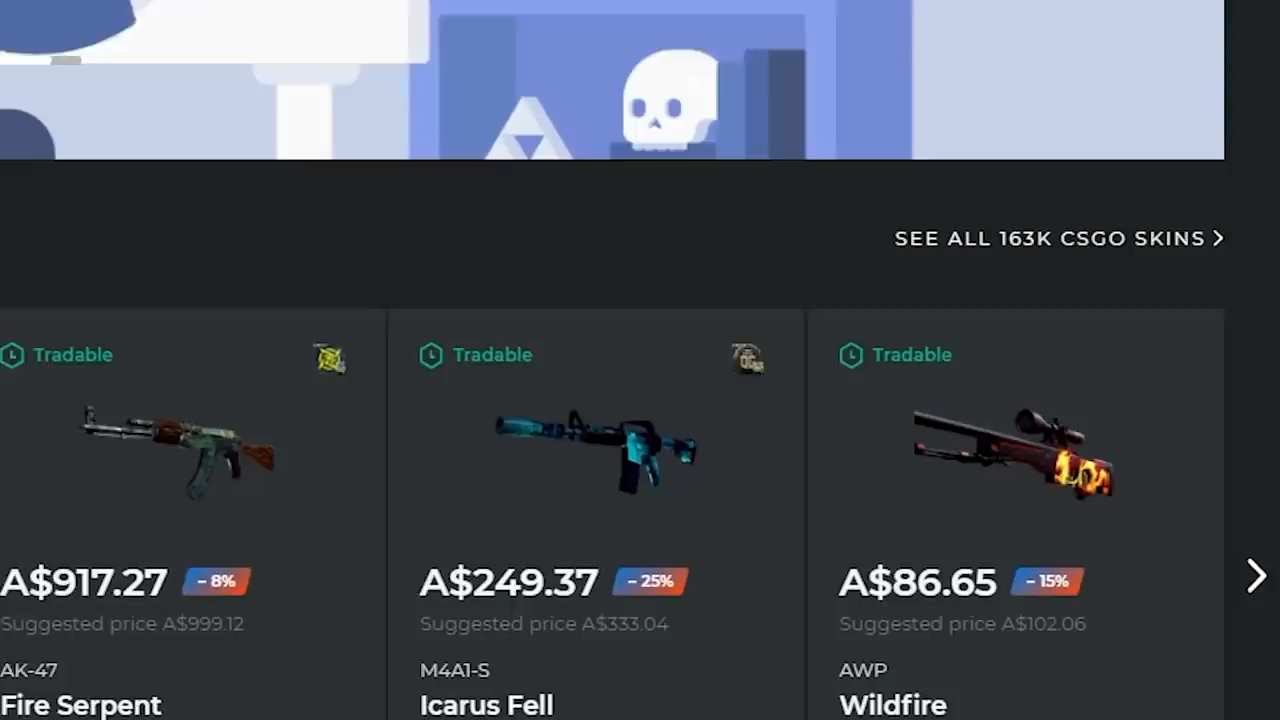 SEE ALL 163K CSGO SKINS
Tradable
Tradable
Tradable
A$917.27 – 8%
A$249.37 – 25%
A$86.65 – 15%
Suggested price A$999.12
Suggested price A$333.04
Suggested price A$102.06
AK-47
M4A1-S
AWP
Fire Serpent
Icarus Fell
Wildfire